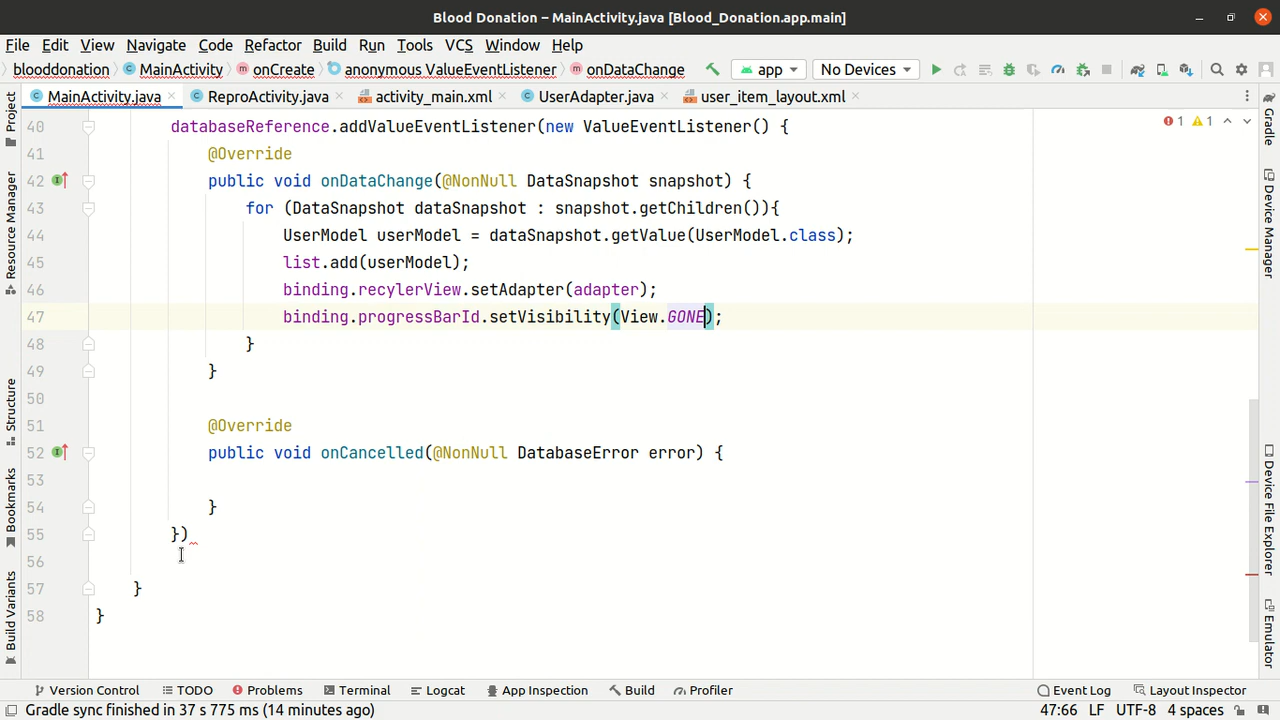 Blood Donation – MainActivity.java [Blood_Donation.app.main]
File Edit View Navigate Code Refactor Build Run Tools VCS Window Help
blooddonation MainActivity onCreate anonynous ValueEventListener onDataChange app No Devices
MainActivity.java ReproActivity.java activity_main.xml UserAdapter.java user_item_layout.xml
Project
Resource Manager
Structure
Bookmarks
Build Variants
1 1
40 databaseReference.addValueEventListener(new ValueEventListener() {
41 @Override
42 public void onDataChange(@NonNull DataSnapshot snapshot) {
43 for (DataSnapshot dataSnapshot : snapshot.getChildren()){
44 UserModel userModel = dataSnapshot.getValue(UserModel.class);
45 list.add(userModel);
46 binding.recylerView.setAdapter(adapter);
47 binding.progressBarId.setVisibility(View.GONE);
48 }
49 }
50
51 @Override
52 public void onCancelled(@NonNull DatabaseError error) {
53
54 }
55 })
56
57 }
58 }
Gradle
Device Manager
Device File Explorer
Emulator
Version Control TODO Problems Terminal Logcat App Inspection Build Profiler Event Log Layout Inspector
Gradle sync finished in 37 s 775 ms (14 minutes ago) 47:66 LF UTF-8 4 spaces